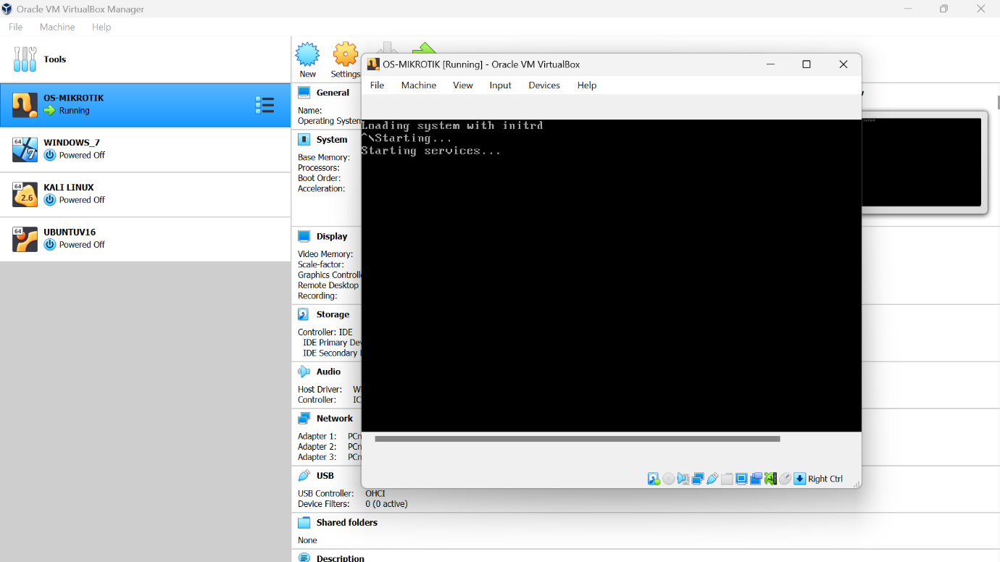 Oracle VM VirtualBox Manager
File Machine Help
Tools
OS-MIKROTIK
Running
64
7
WINDOWS_7
Powered Off
64
2.6
KALI LINUX
Powered Off
64
UBUNTUV16
Powered Off
New
Settings
General
Name:
Operating System
System
Base Memory:
Processors:
Boot Order:
Acceleration:
Display
Video Memory:
Scale-factor:
Graphics Controll
Remote Desktop
Recording:
Storage
Controller: IDE
IDE Primary Dev
IDE Secondary
Audio
Host Driver: W
Controller: IC
Network
Adapter 1: PCn
Adapter 2: PCn
Adapter 3: PCn
USB
USB Controller: OHCI
Device Filters: 0 (0 active)
Shared folders
None
Description
OS-MIKROTIK [Running] - Oracle VM VirtualBox
File Machine View Input Devices Help
Loading system with initrd
^\Starting...
Starting services...
Right Ctrl